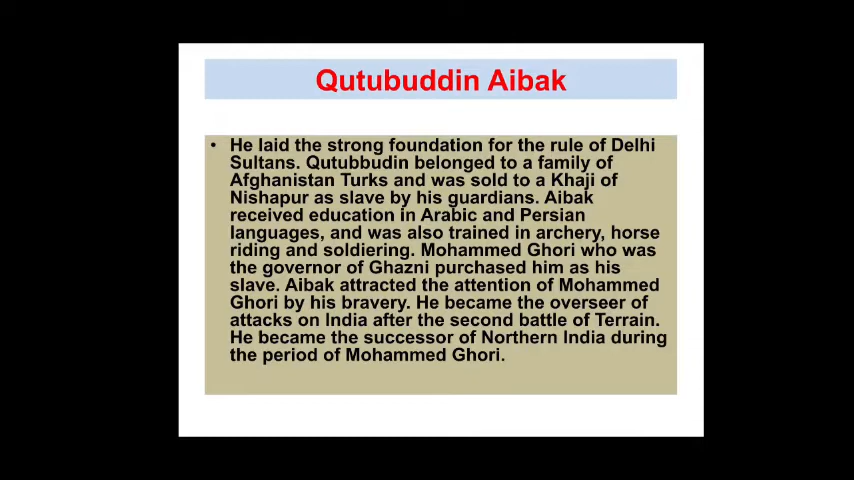 Qutubuddin Aibak
• He laid the strong foundation for the rule of Delhi
Sultans. Qutubbudin belonged to a family of
Afghanistan Turks and was sold to a Khaji of
Nishapur as slave by his guardians. Aibak
received education in Arabic and Persian
languages, and was also trained in archery, horse
riding and soldiering. Mohammed Ghori who was
the governor of Ghazni purchased him as his
slave. Aibak attracted the attention of Mohammed
Ghori by his bravery. He became the overseer of
attacks on India after the second battle of Terrain.
He became the successor of Northern India during
the period of Mohammed Ghori.